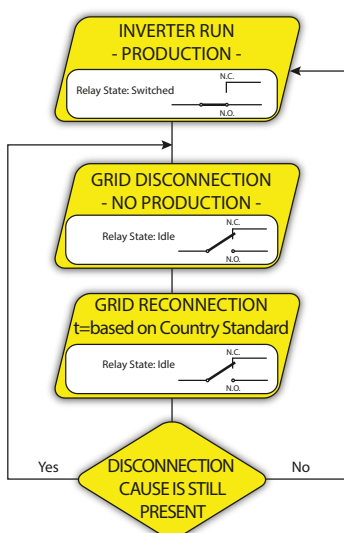 INVERTER RUN
- PRODUCTION -
N.C.
Relay State: Switched
N.O.
GRID DISCONNECTION
- NO PRODUCTION -
N.C.
Relay State: Idle
N.O.
GRID RECONNECTION
t=based on Country Standard
N.C.
Relay State: Idle
N.O.
Yes
No
DISCONNECTION
CAUSE IS STILL
PRESENT